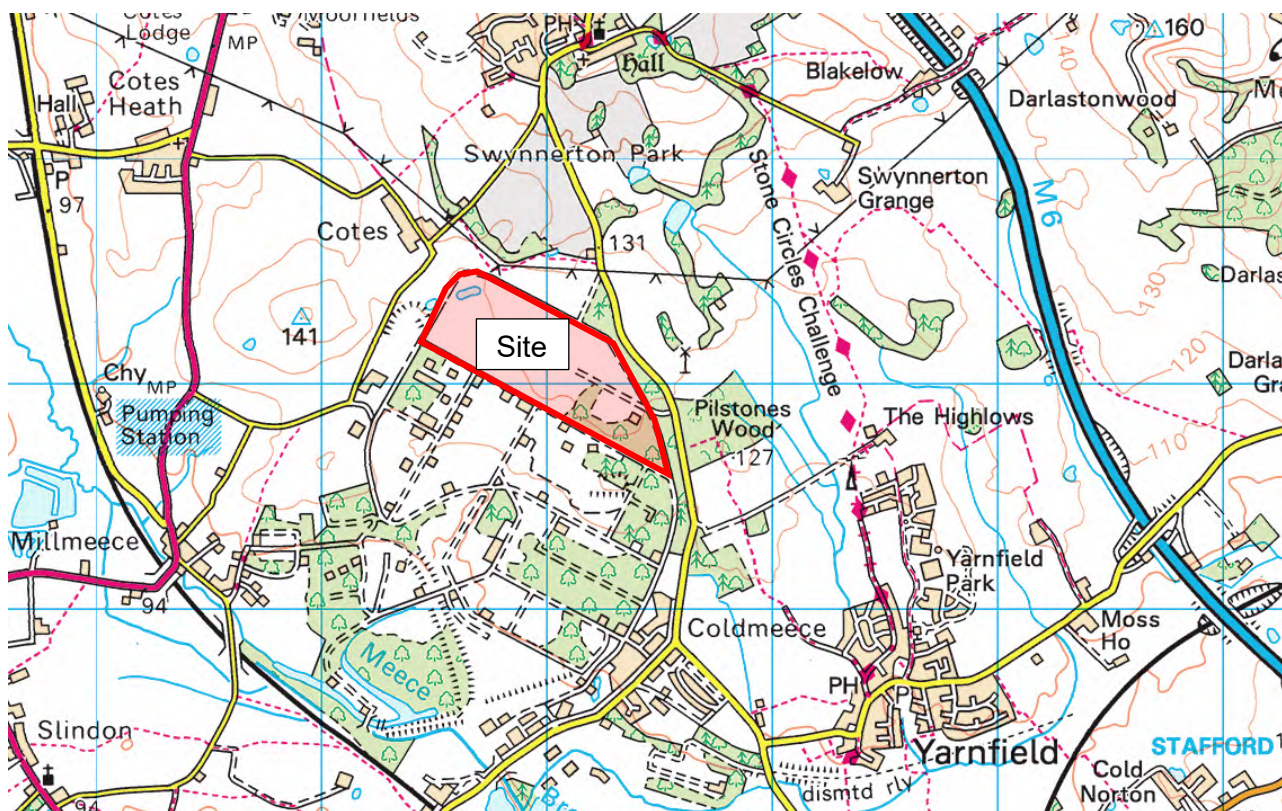 Cotes
Lodge
Moorfields
MP
PH
Hall
160
140
Blakelow
Darlastonwood
Cotes
Heath
Hall
Swynnerton Park
Stone Circles Challenge
Swynnerton
Grange
M 6
P
97
Cotes
131
130
141
Site
120
Chy
MP
Pumping
Station
Pilstones
Wood
127
The Highlows
110
Millmeece
94
Yarnfield
Park
Coldmeece
Moss
Ho
Meece
PH
P
Slindon
Yarnfield
STAFFORD
Cold
Norton
dismtd rly
94